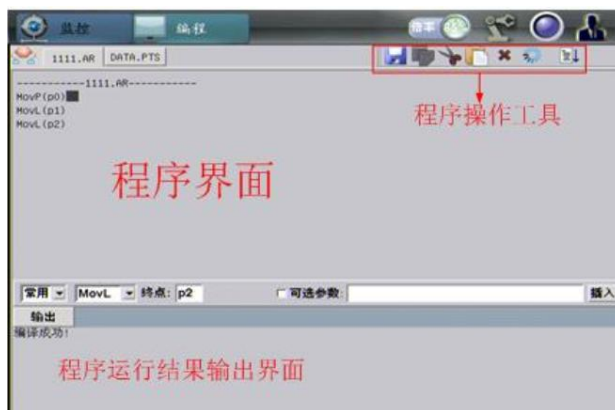 监控
编程
倍率
1111.AR
DATA.PTS
程序操作工具
-----------1111.AR-----------
MovP(p0)
MovL(p1)
MovL(p2)
程序界面
常用 MovL 终点: p2 可选参数: 插入
输出
编译成功!
程序运行结果输出界面